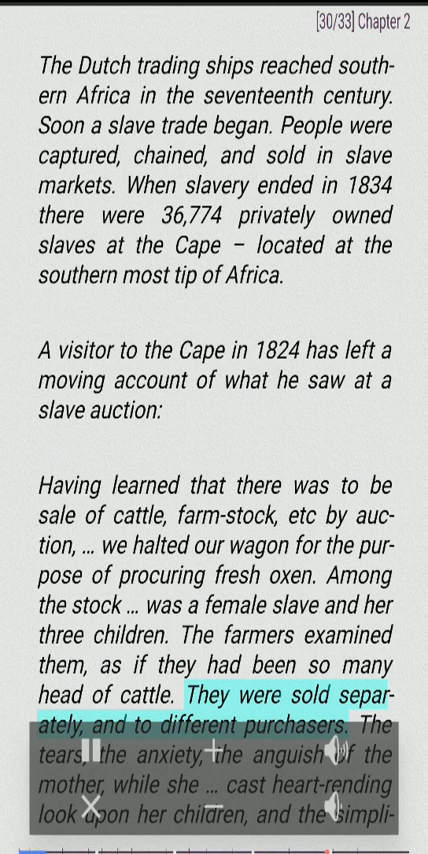 [30/33] Chapter 2
The Dutch trading ships reached south-
ern Africa in the seventeenth century.
Soon a slave trade began. People were
captured, chained, and sold in slave
markets. When slavery ended in 1834
there were 36,774 privately owned
slaves at the Cape – located at the
southern most tip of Africa.
A visitor to the Cape in 1824 has left a
moving account of what he saw at a
slave auction:
Having learned that there was to be
sale of cattle, farm-stock, etc by auc-
tion, ... we halted our wagon for the pur-
pose of procuring fresh oxen. Among
the stock ... was a female slave and her
three children. The farmers examined
them, as if they had been so many
head of cattle. They were sold separ-
ately, and to different purchasers. The
tears, the anxiety, the anguish of the
mother, while she ... cast heart-rending
look upon her children, and the simpli-